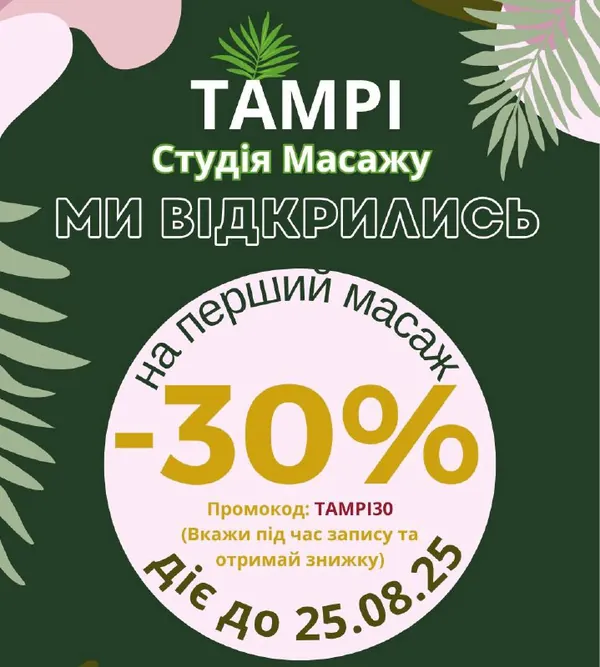 ТАМРІ
Студія Масажу
МИ ВІДКРИЛИСЬ
на перший масаж
-30%
Промокод: TAMPI30
(Вкажи під час запису та
отримай знижку)
діє до 25.08.25